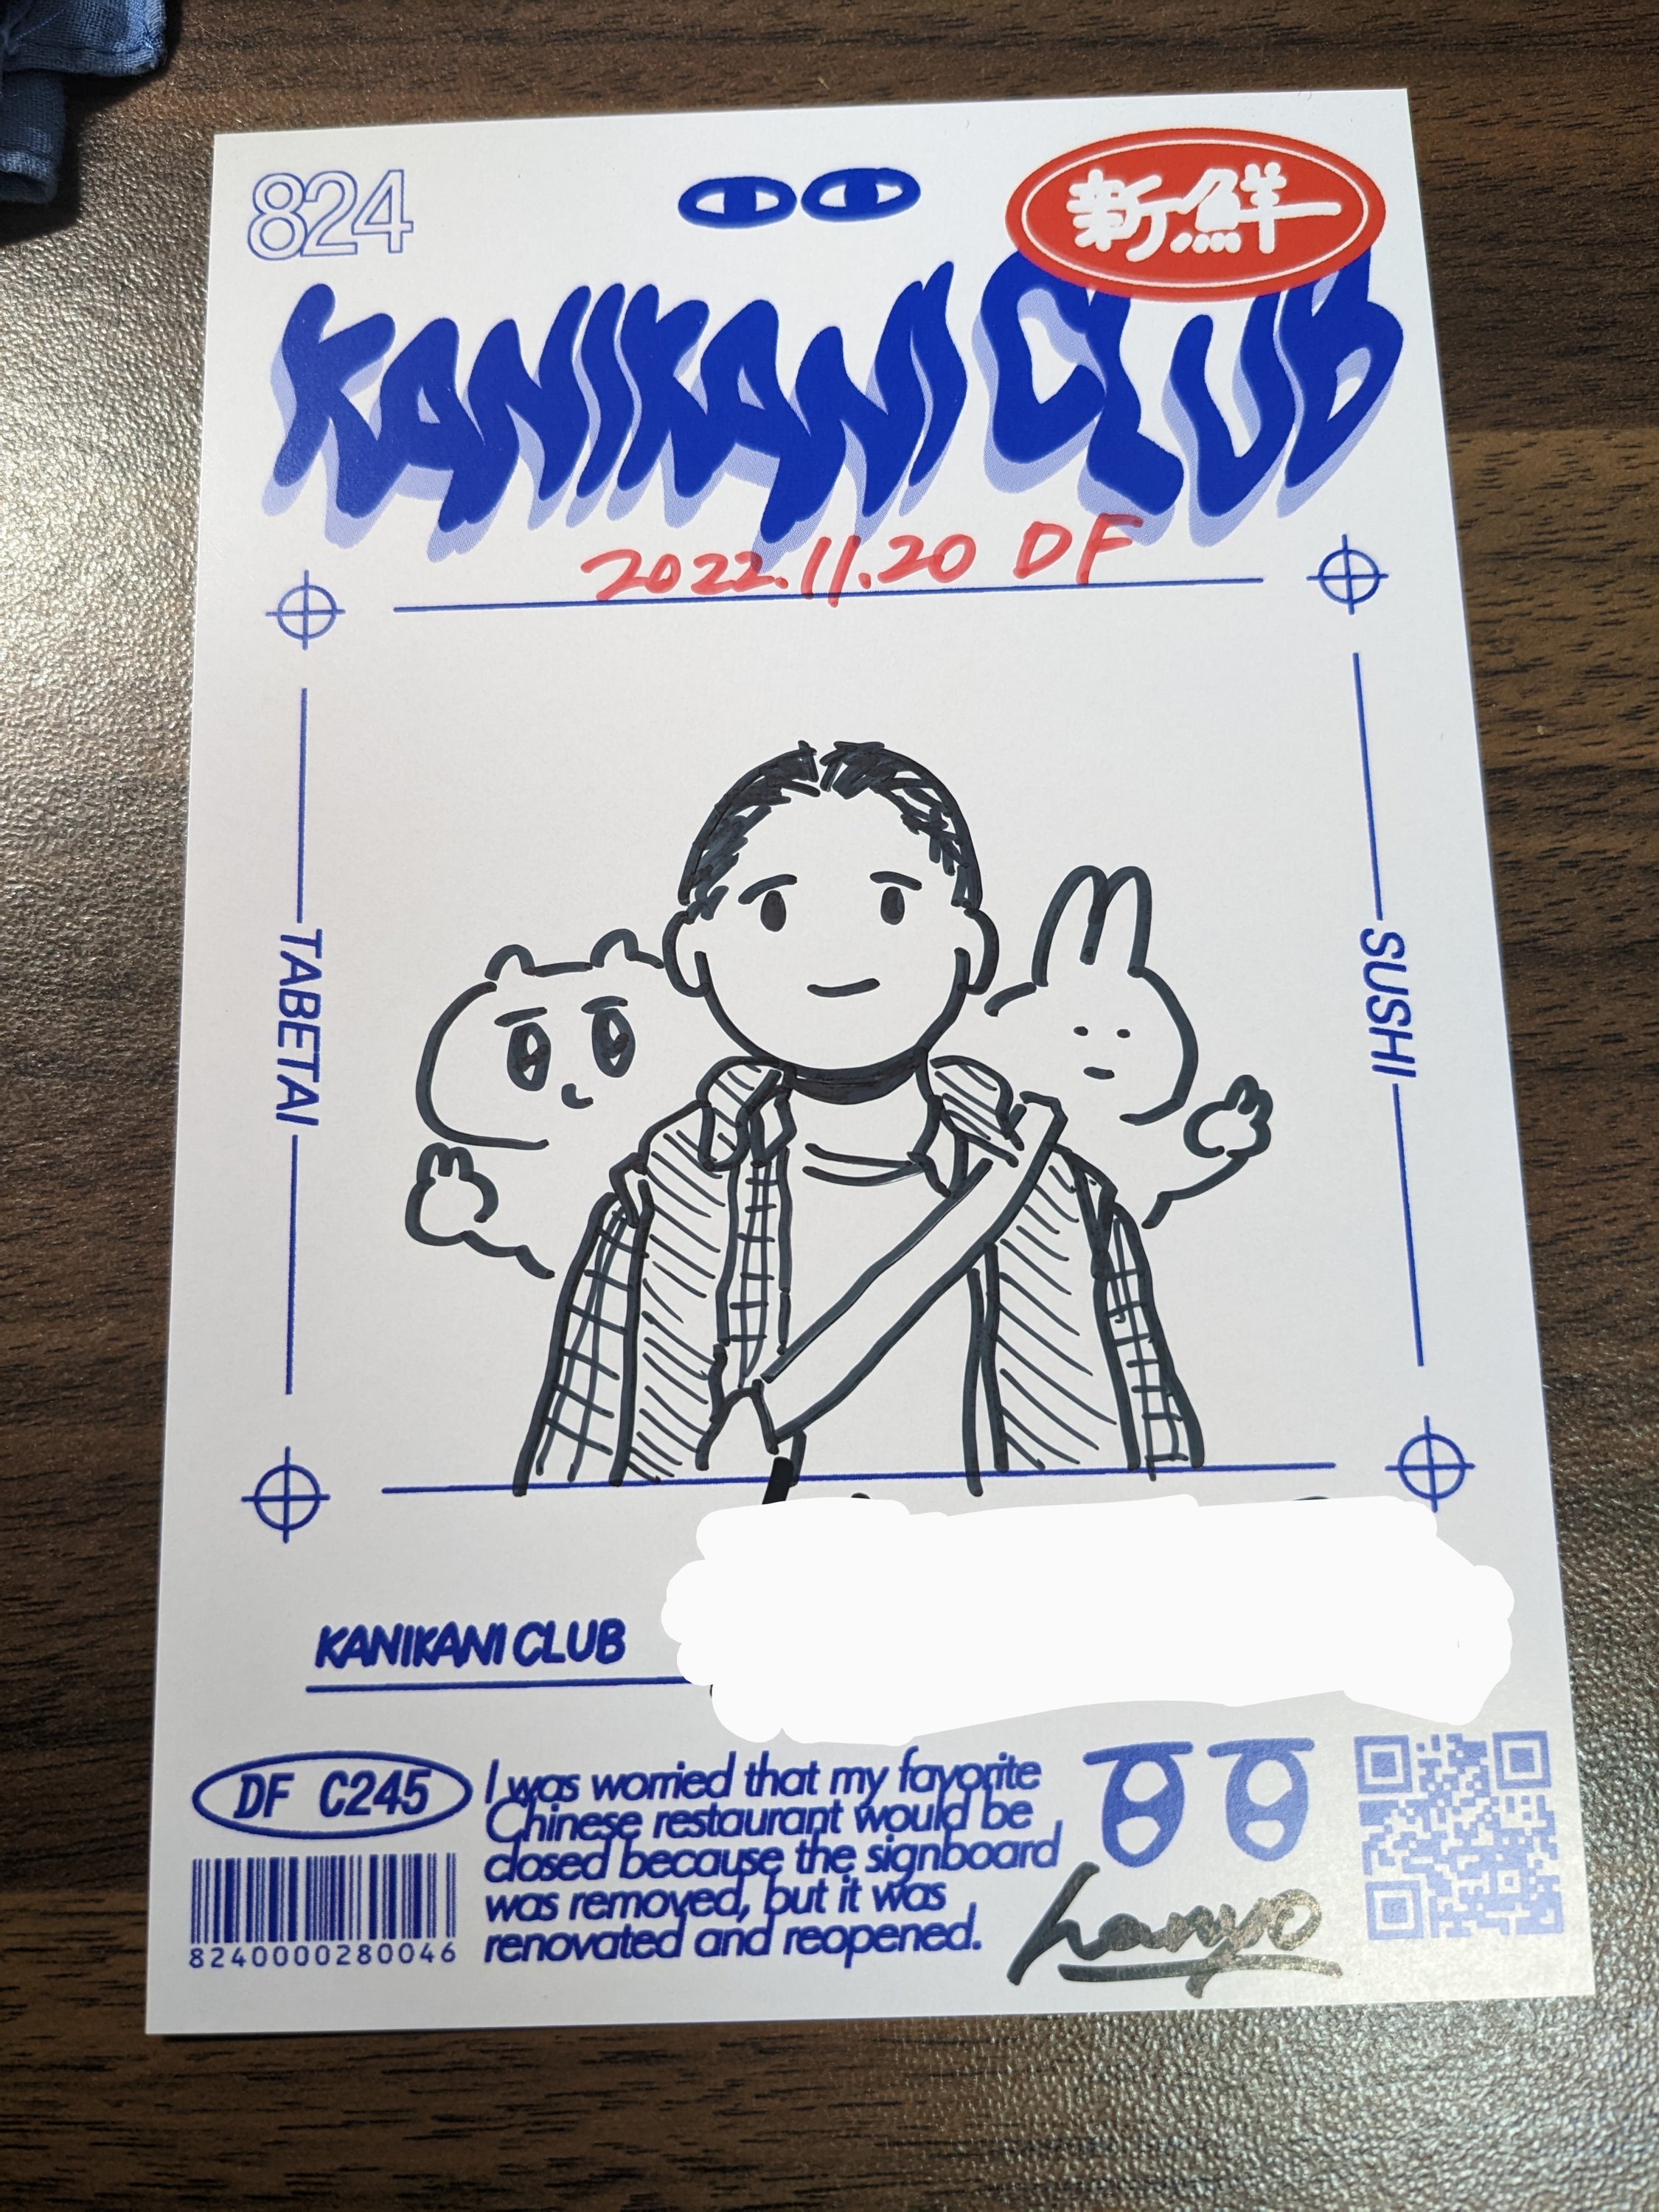 824
新鮮
KANIKANI CLUB
2022.11.20 DF
TABETAI
SUSHI
KANIKANI CLUB
DF C245
8240000280046
I was worried that my favorite
Chinese restaurant would be
closed because the signboard
was removed, but it was
renovated and reopened.
hanyo